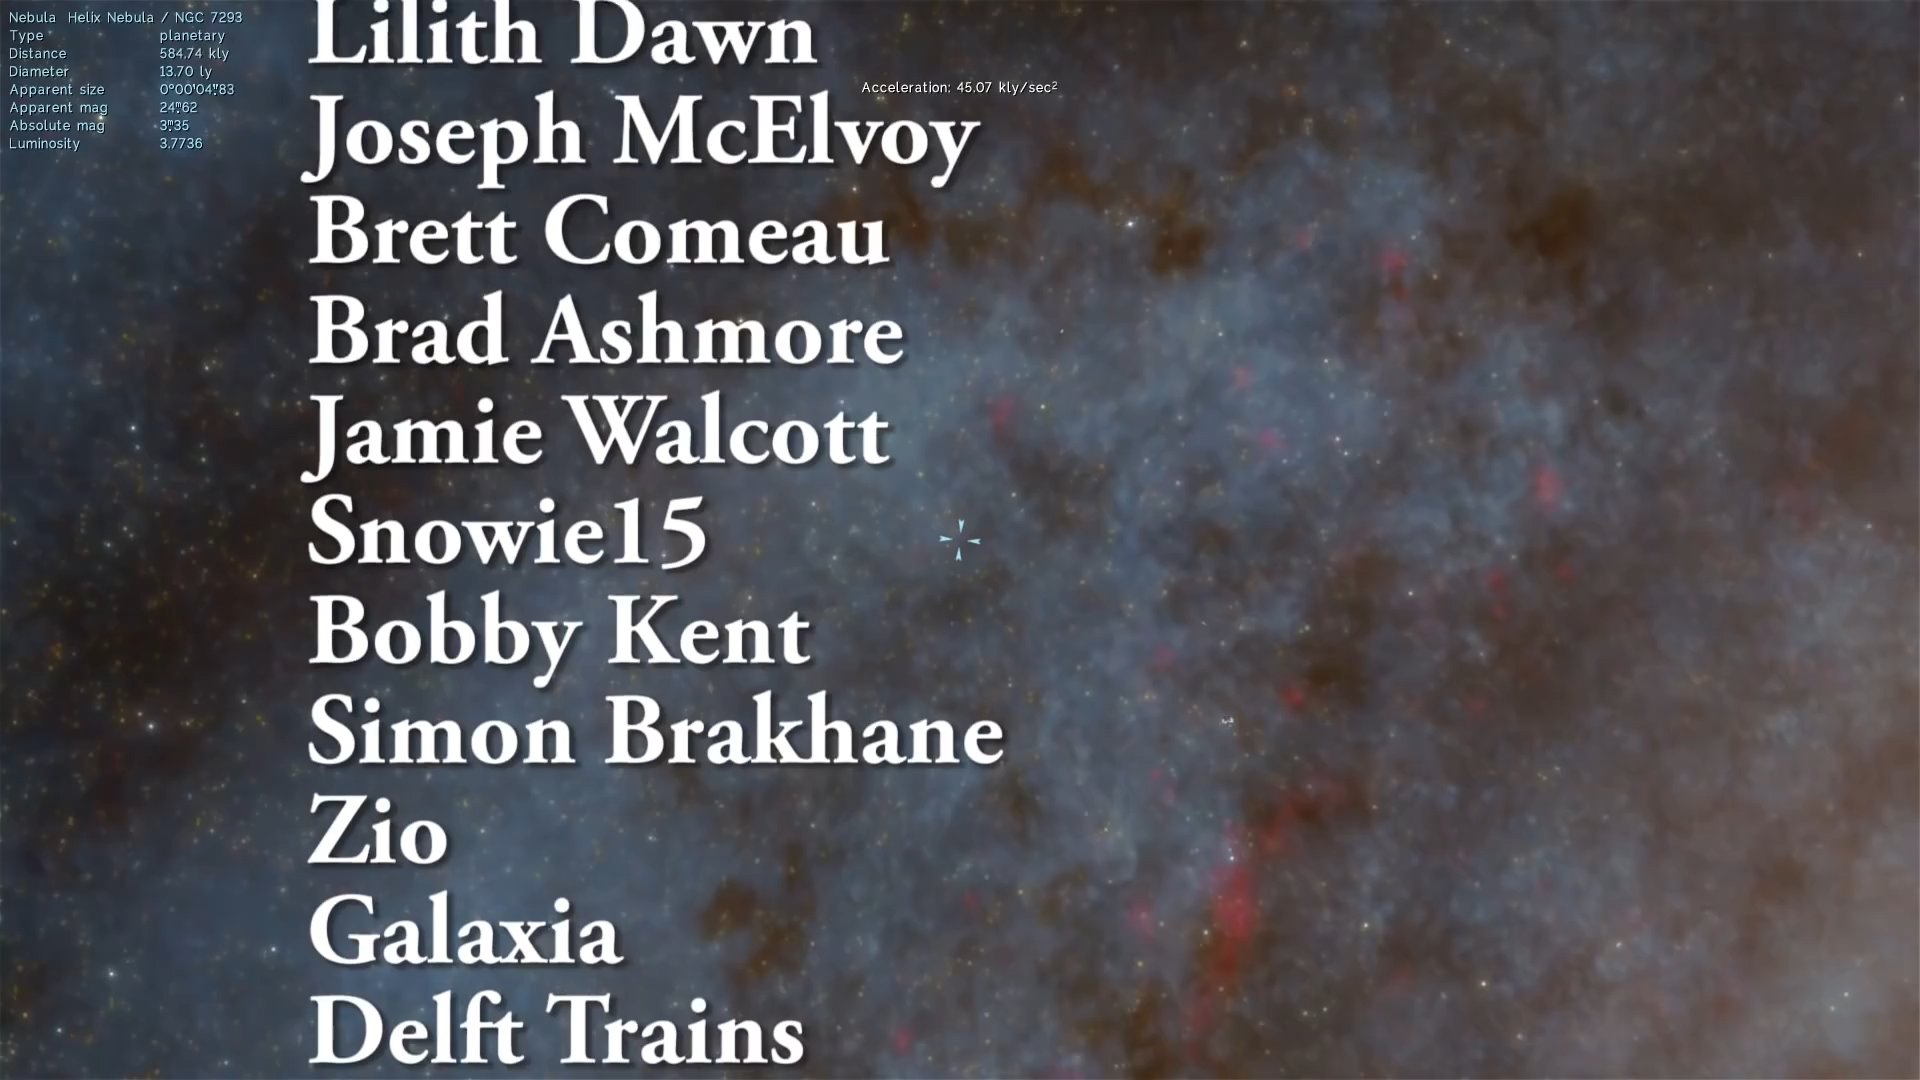 Nebula Helix Nebula / NGC 7293
Type planetary
Distance 584.74 kly
Diameter 13.70 ly
Apparent size 0°00'04"83
Apparent mag 24ᵐ62
Absolute mag 3ᵐ35
Luminosity 3.7736
Acceleration: 45.07 kly/sec²
Lilith Dawn
Joseph McElvoy
Brett Comeau
Brad Ashmore
Jamie Walcott
Snowie15
Bobby Kent
Simon Brakhane
Zio
Galaxia
Delft Trains